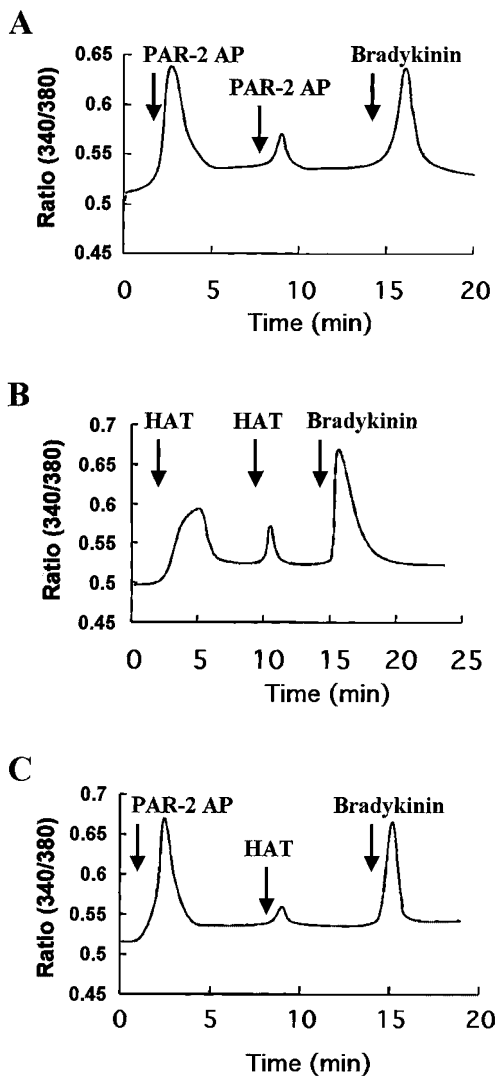 A
PAR-2 AP
PAR-2 AP
Bradykinin
Ratio (340/380)
0.65
0.6
0.55
0.5
0.45
0 5 10 15 20
Time (min)
B
HAT HAT Bradykinin
Ratio (340/380)
0.7
0.65
0.6
0.55
0.5
0.45
0 5 10 15 20 25
Time (min)
C
PAR-2 AP
HAT
Bradykinin
Ratio (340/380)
0.7
0.65
0.6
0.55
0.5
0.45
0 5 10 15 20
Time (min)